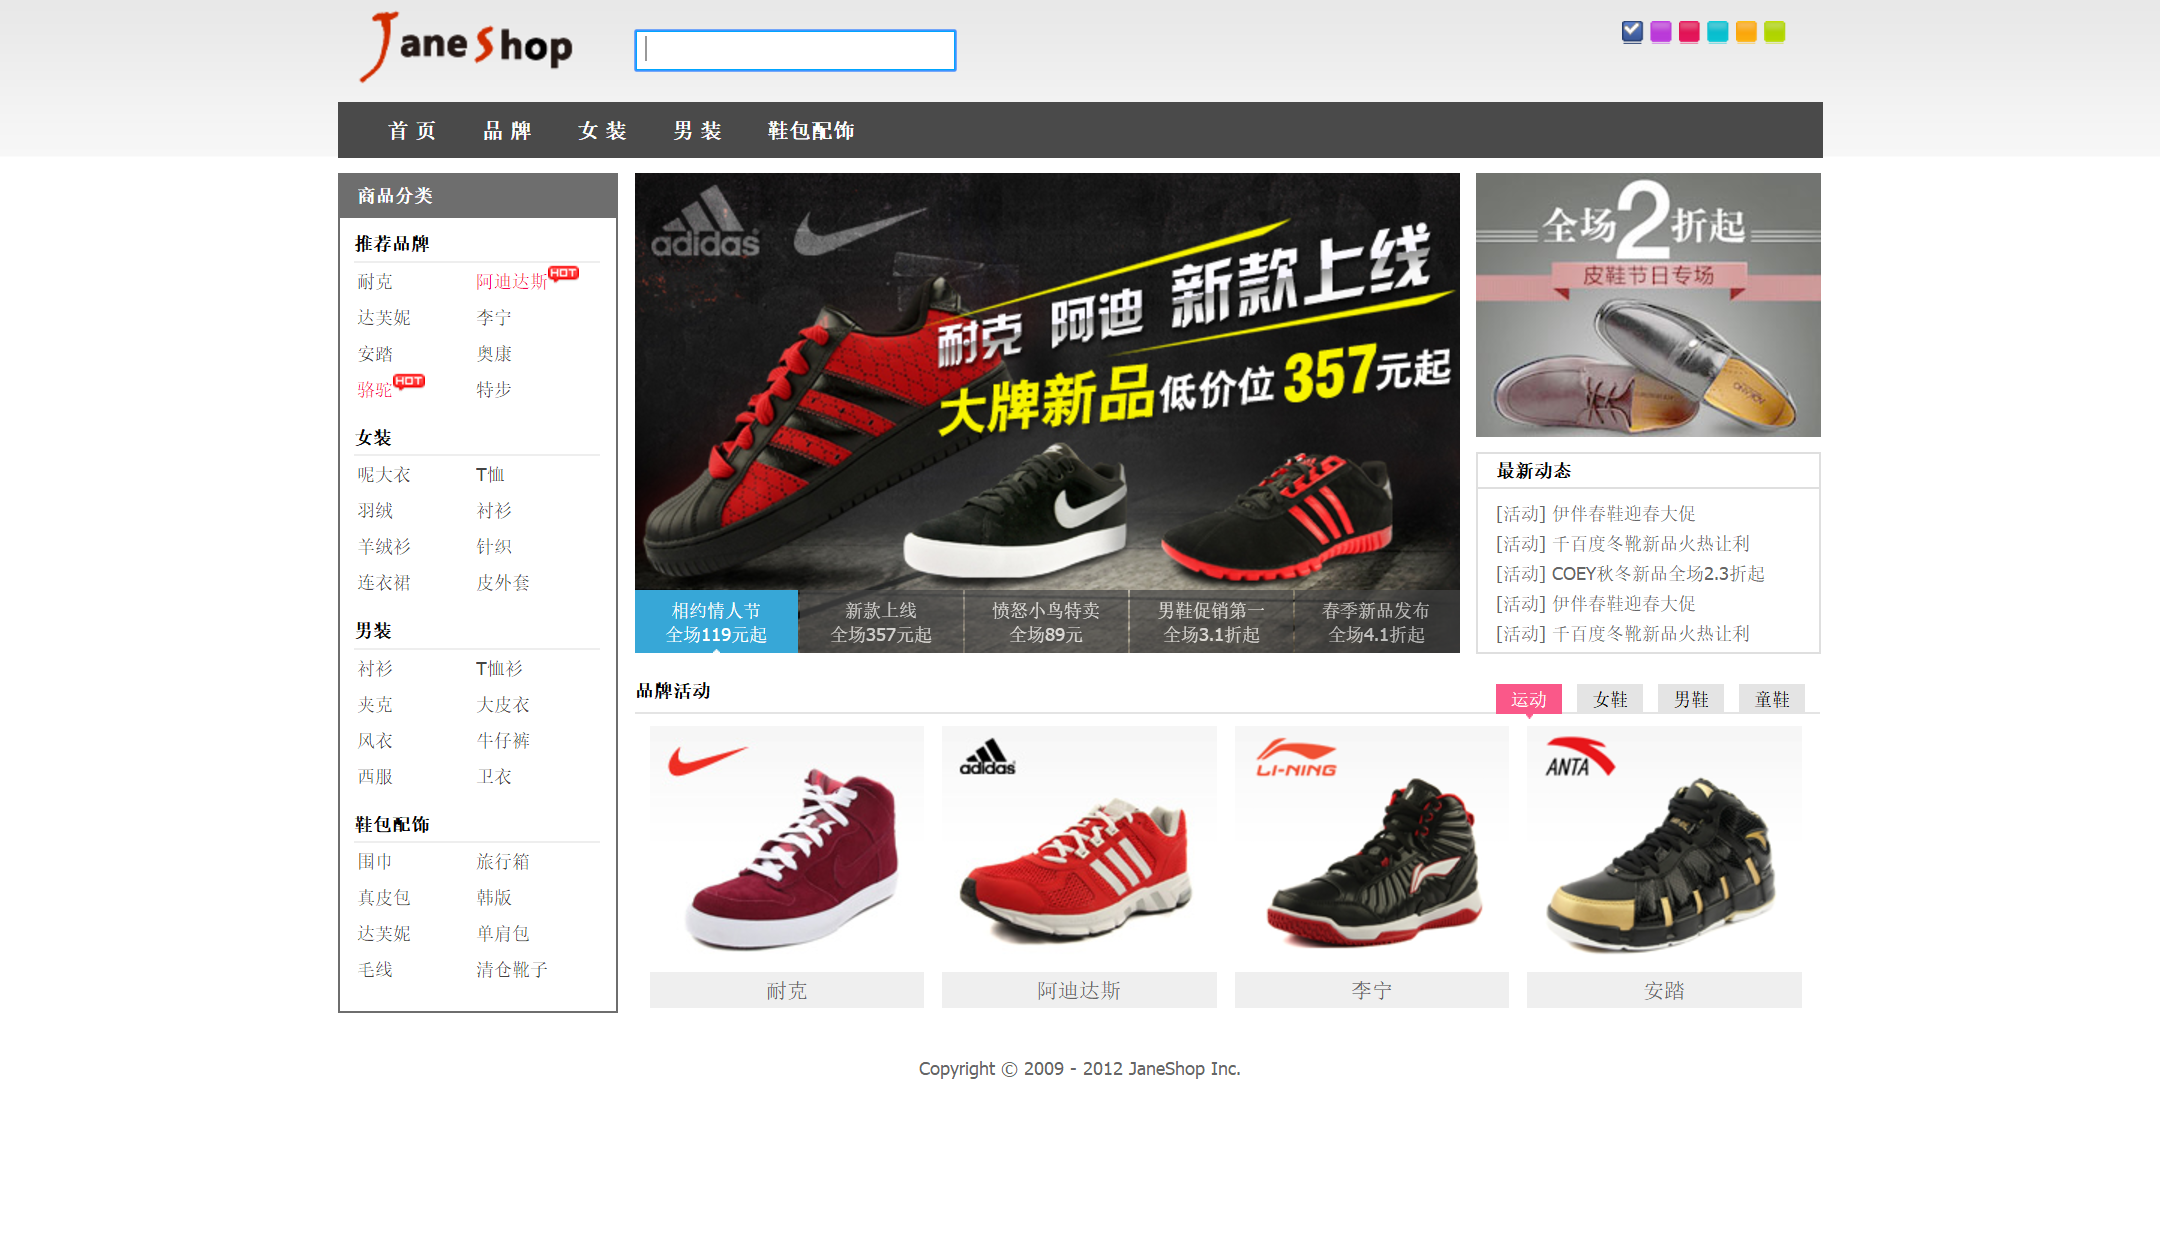 Jane Shop
首 页 品 牌 女 装 男 装 鞋包配饰
商品分类
推荐品牌
耐克 阿迪达斯 HOT
达芙妮 李宁
安踏 奥康
骆驼 HOT 特步
女装
呢大衣 T恤
羽绒 衬衫
羊绒衫 针织
连衣裙 皮外套
男装
衬衫 T恤衫
夹克 大皮衣
风衣 牛仔裤
西服 卫衣
鞋包配饰
围巾 旅行箱
真皮包 韩版
达芙妮 单肩包
毛线 清仓靴子
adidas
耐克 阿迪 新款上线
大牌新品 低价位 357元起
相约情人节
全场119元起
新款上线
全场357元起
愤怒小鸟特卖
全场89元
男鞋促销第一
全场3.1折起
春季新品发布
全场4.1折起
全场2折起
皮鞋节日专场
最新动态
[活动] 伊伴春鞋迎春大促
[活动] 千百度冬靴新品火热让利
[活动] COEY秋冬新品全场2.3折起
[活动] 伊伴春鞋迎春大促
[活动] 千百度冬靴新品火热让利
品牌活动
运动 女鞋 男鞋 童鞋
adidas
LI-NING
ANTA
耐克 阿迪达斯 李宁 安踏
Copyright © 2009 - 2012 JaneShop Inc.